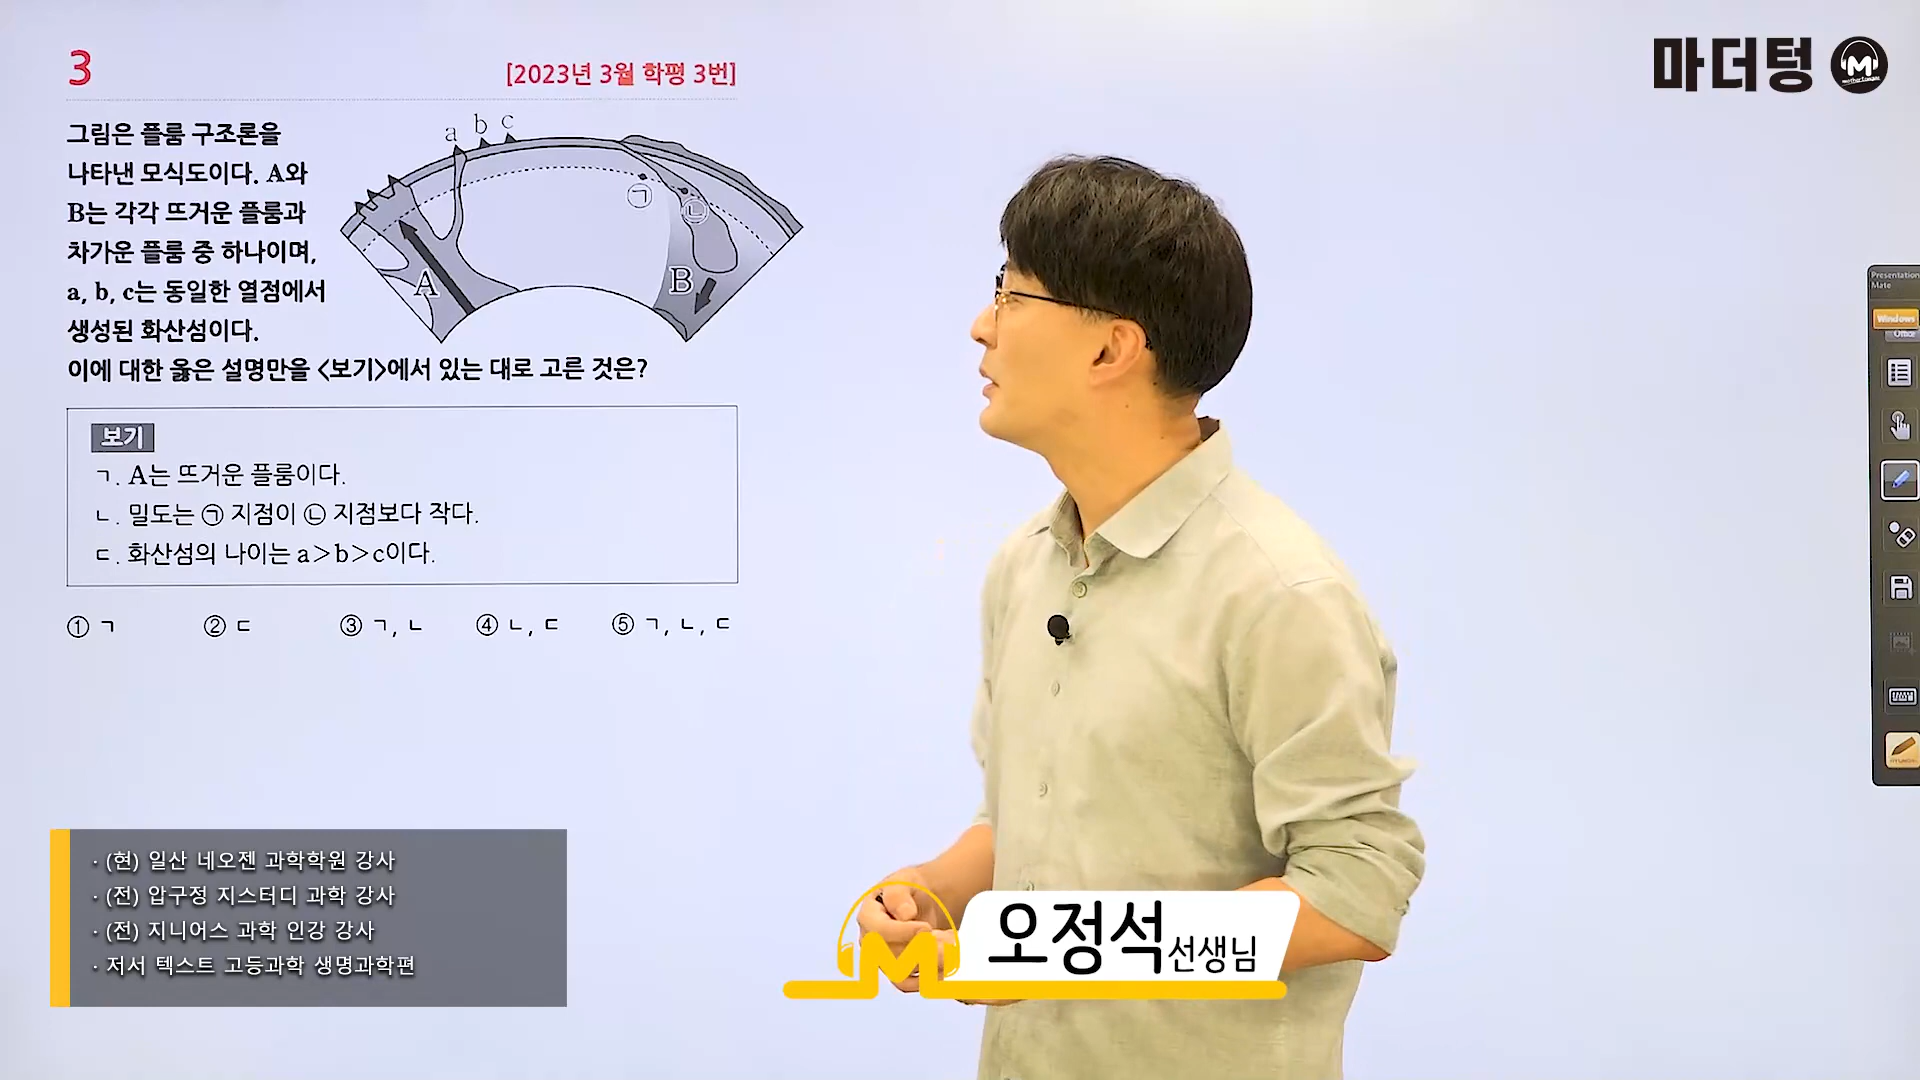 3
[2023년 3월 학평 3번]
마더텅
M
그림은 플룸 구조론을
나타낸 모식도이다. A와
B는 각각 뜨거운 플룸과
차가운 플룸 중 하나이며,
a, b, c는 동일한 열점에서
생성된 화산섬이다.
이에 대한 옳은 설명만을 <보기>에서 있는 대로 고른 것은?
a b c
㉠
㉡
A
B
보기
ㄱ. A는 뜨거운 플룸이다.
ㄴ. 밀도는 ㉠ 지점이 ㉡ 지점보다 작다.
ㄷ. 화산섬의 나이는 a>b>c이다.
① ㄱ ② ㄷ ③ ㄱ, ㄴ ④ ㄴ, ㄷ ⑤ ㄱ, ㄴ, ㄷ
Presentation
Mate
Windows
Office
· (현) 일산 네오젠 과학학원 강사
· (전) 압구정 지스터디 과학 강사
· (전) 지니어스 과학 인강 강사
· 저서 텍스트 고등과학 생명과학편
M
오정석선생님